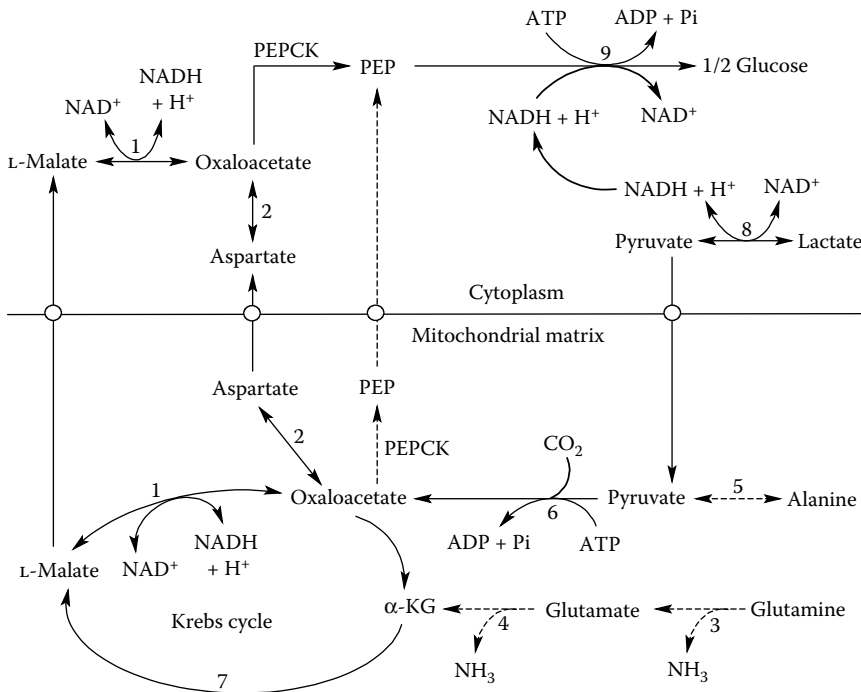 ATP
ADP + Pi
PEPCK
9
PEP
1/2 Glucose
NADH
+ H⁺
NAD⁺
NADH + H⁺
NAD⁺
1
L-Malate
Oxaloacetate
NADH + H⁺
NAD⁺
2
8
Pyruvate
Lactate
Aspartate
Cytoplasm
Mitochondrial matrix
Aspartate
PEP
2
PEPCK
CO₂
1
Oxaloacetate
Pyruvate
5
Alanine
6
NADH
+ H⁺
ADP + Pi
ATP
L-Malate
NAD⁺
Krebs cycle
α-KG
Glutamate
Glutamine
4
3
NH₃
NH₃
7